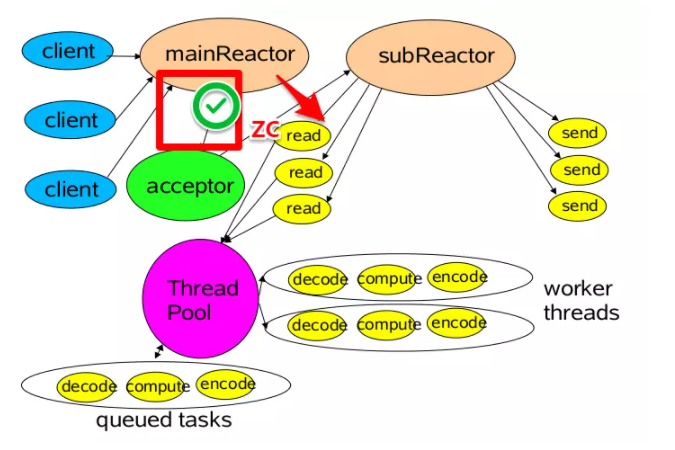 client
mainReactor
subReactor
client
ZC
read
send
client
acceptor
read
send
read
send
Thread
Pool
decode compute encode
decode compute encode
worker
threads
decode compute encode
queued tasks